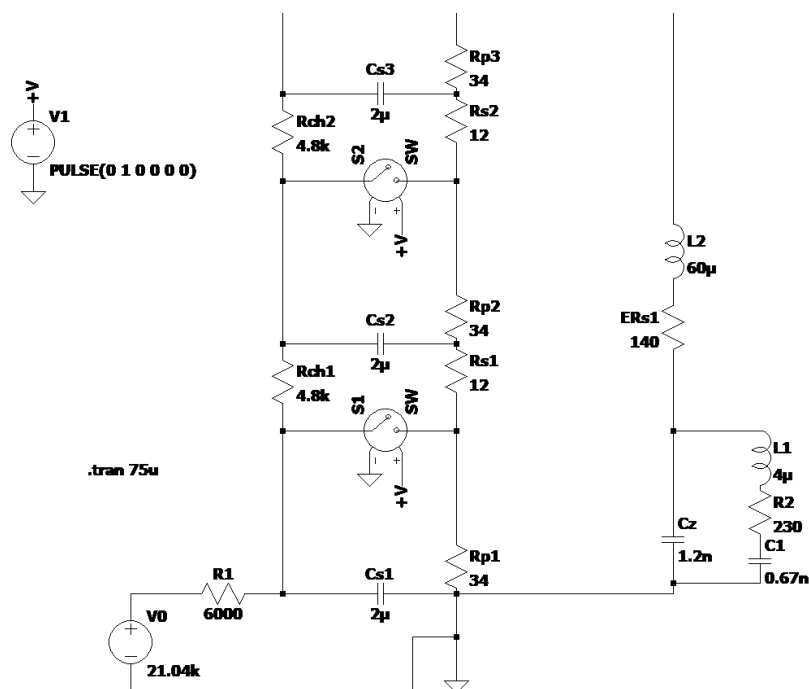 Rp3
34
Cs3
2µ
+V
V1
PULSE(0 1 0 0 0 0)
Rch2
4.8k
Rs2
12
S2
SW
+V
L2
60µ
ERs1
140
Rp2
34
Cs2
2µ
Rch1
4.8k
Rs1
12
S1
SW
+V
.tran 75u
L1
4µ
R2
230
Cz
1.2n
C1
0.67n
Rp1
34
R1
6000
Cs1
2µ
V0
21.04k